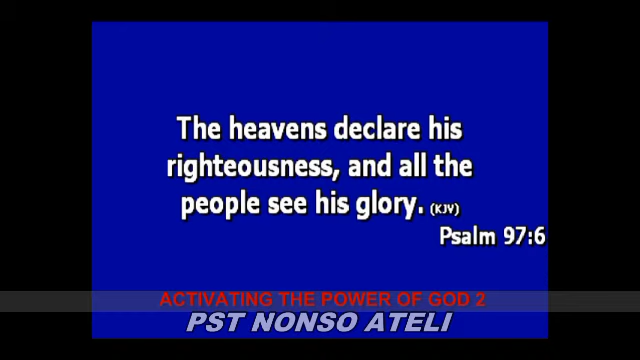 The heavens declare his
righteousness, and all the
people see his glory. (KJV)
Psalm 97:6
ACTIVATING THE POWER OF GOD 2
PST NONSO ATELI